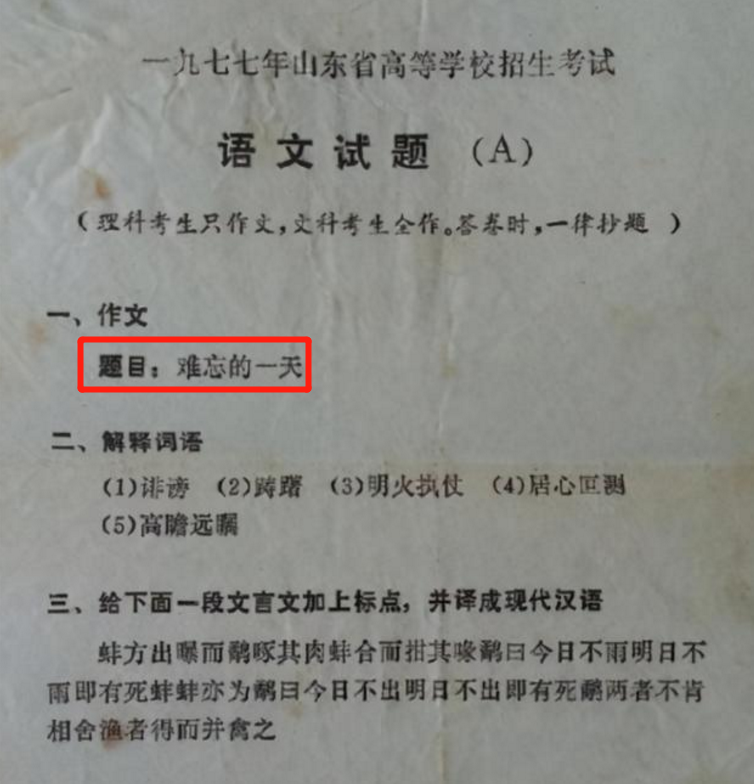 一九七七年山东省高等学校招生考试
语文试题 (A)
(理科考生只作文,文科考生全作。答卷时,一律抄题)
一、作文
题目:难忘的一天
二、解释词语
(1)诽谤 (2)踌躇 (3)明火执仗 (4)居心叵测
(5)高瞻远瞩
三、给下面一段文言文加上标点,并译成现代汉语
蚌方出曝而鹬啄其肉蚌合而拑其喙鹬曰今日不雨明日不
雨即有死蚌蚌亦为鹬曰今日不出明日不出即有死鹬两者不肯
相舍渔者得而并禽之